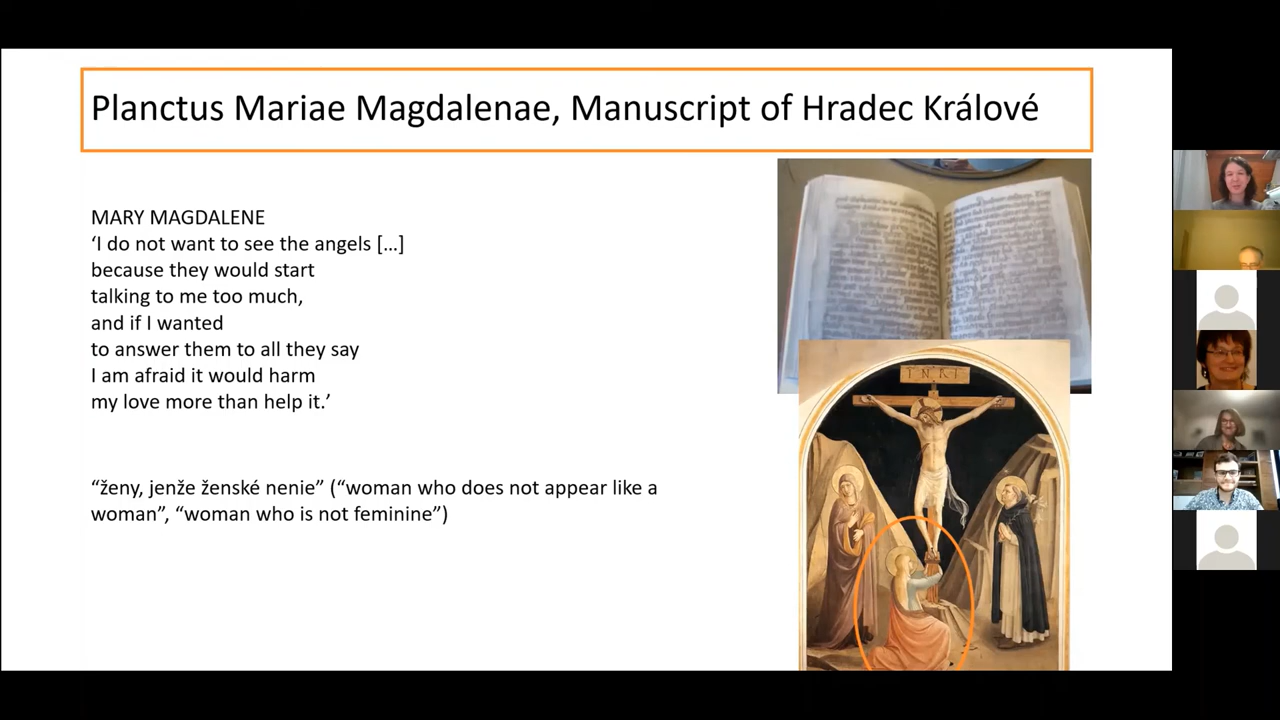 Planctus Mariae Magdalenae, Manuscript of Hradec Králové
MARY MAGDALENE
‘I do not want to see the angels […]
because they would start
talking to me too much,
and if I wanted
to answer them to all they say
I am afraid it would harm
my love more than help it.’
“ženy, jenže ženské nenie” (“woman who does not appear like a
woman”, “woman who is not feminine”)